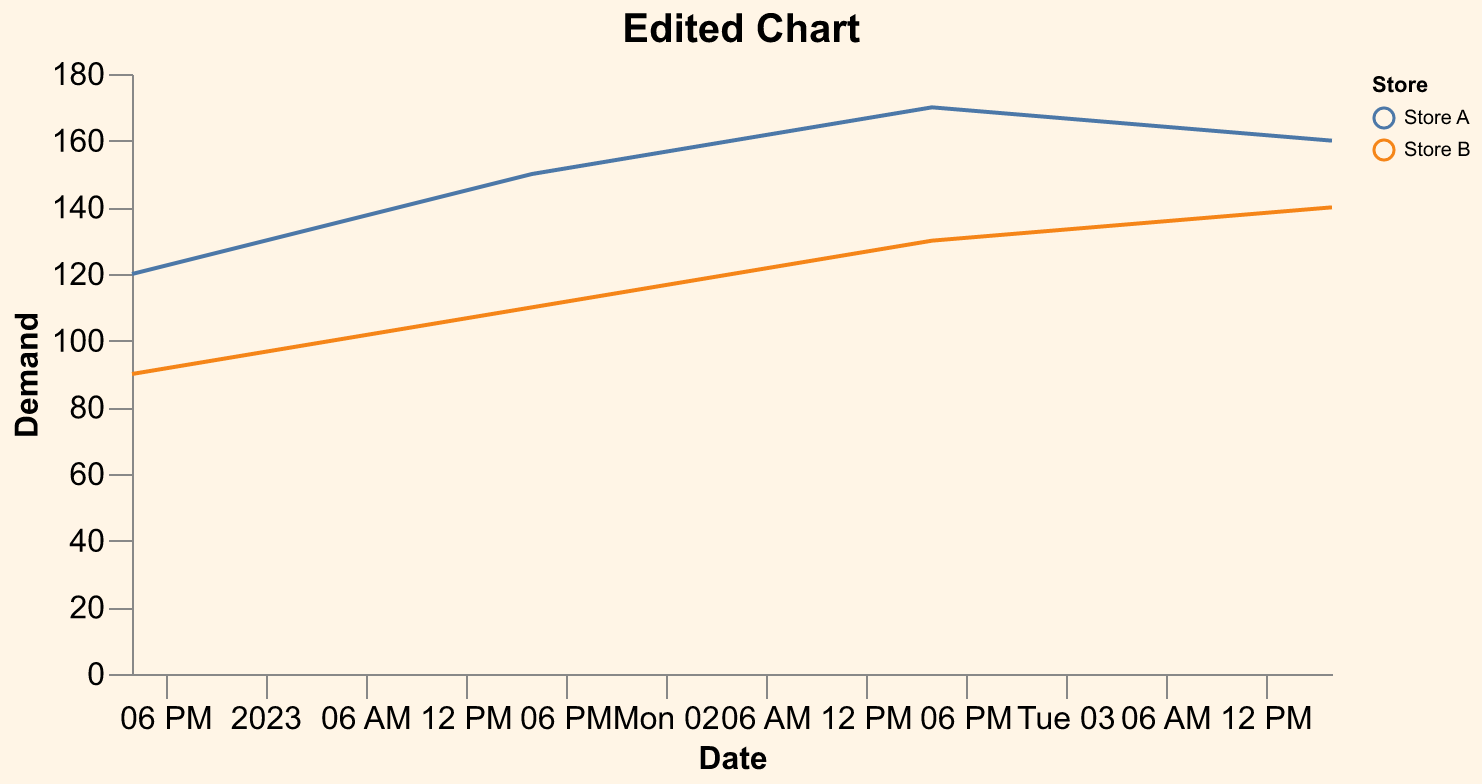 Edited Chart
180
160
140
120
100
80
60
40
20
0
Demand
06 PM 2023 06 AM 12 PM 06 PM Mon 02 06 AM 12 PM 06 PM Tue 03 06 AM 12 PM
Date
Store
Store A
Store B